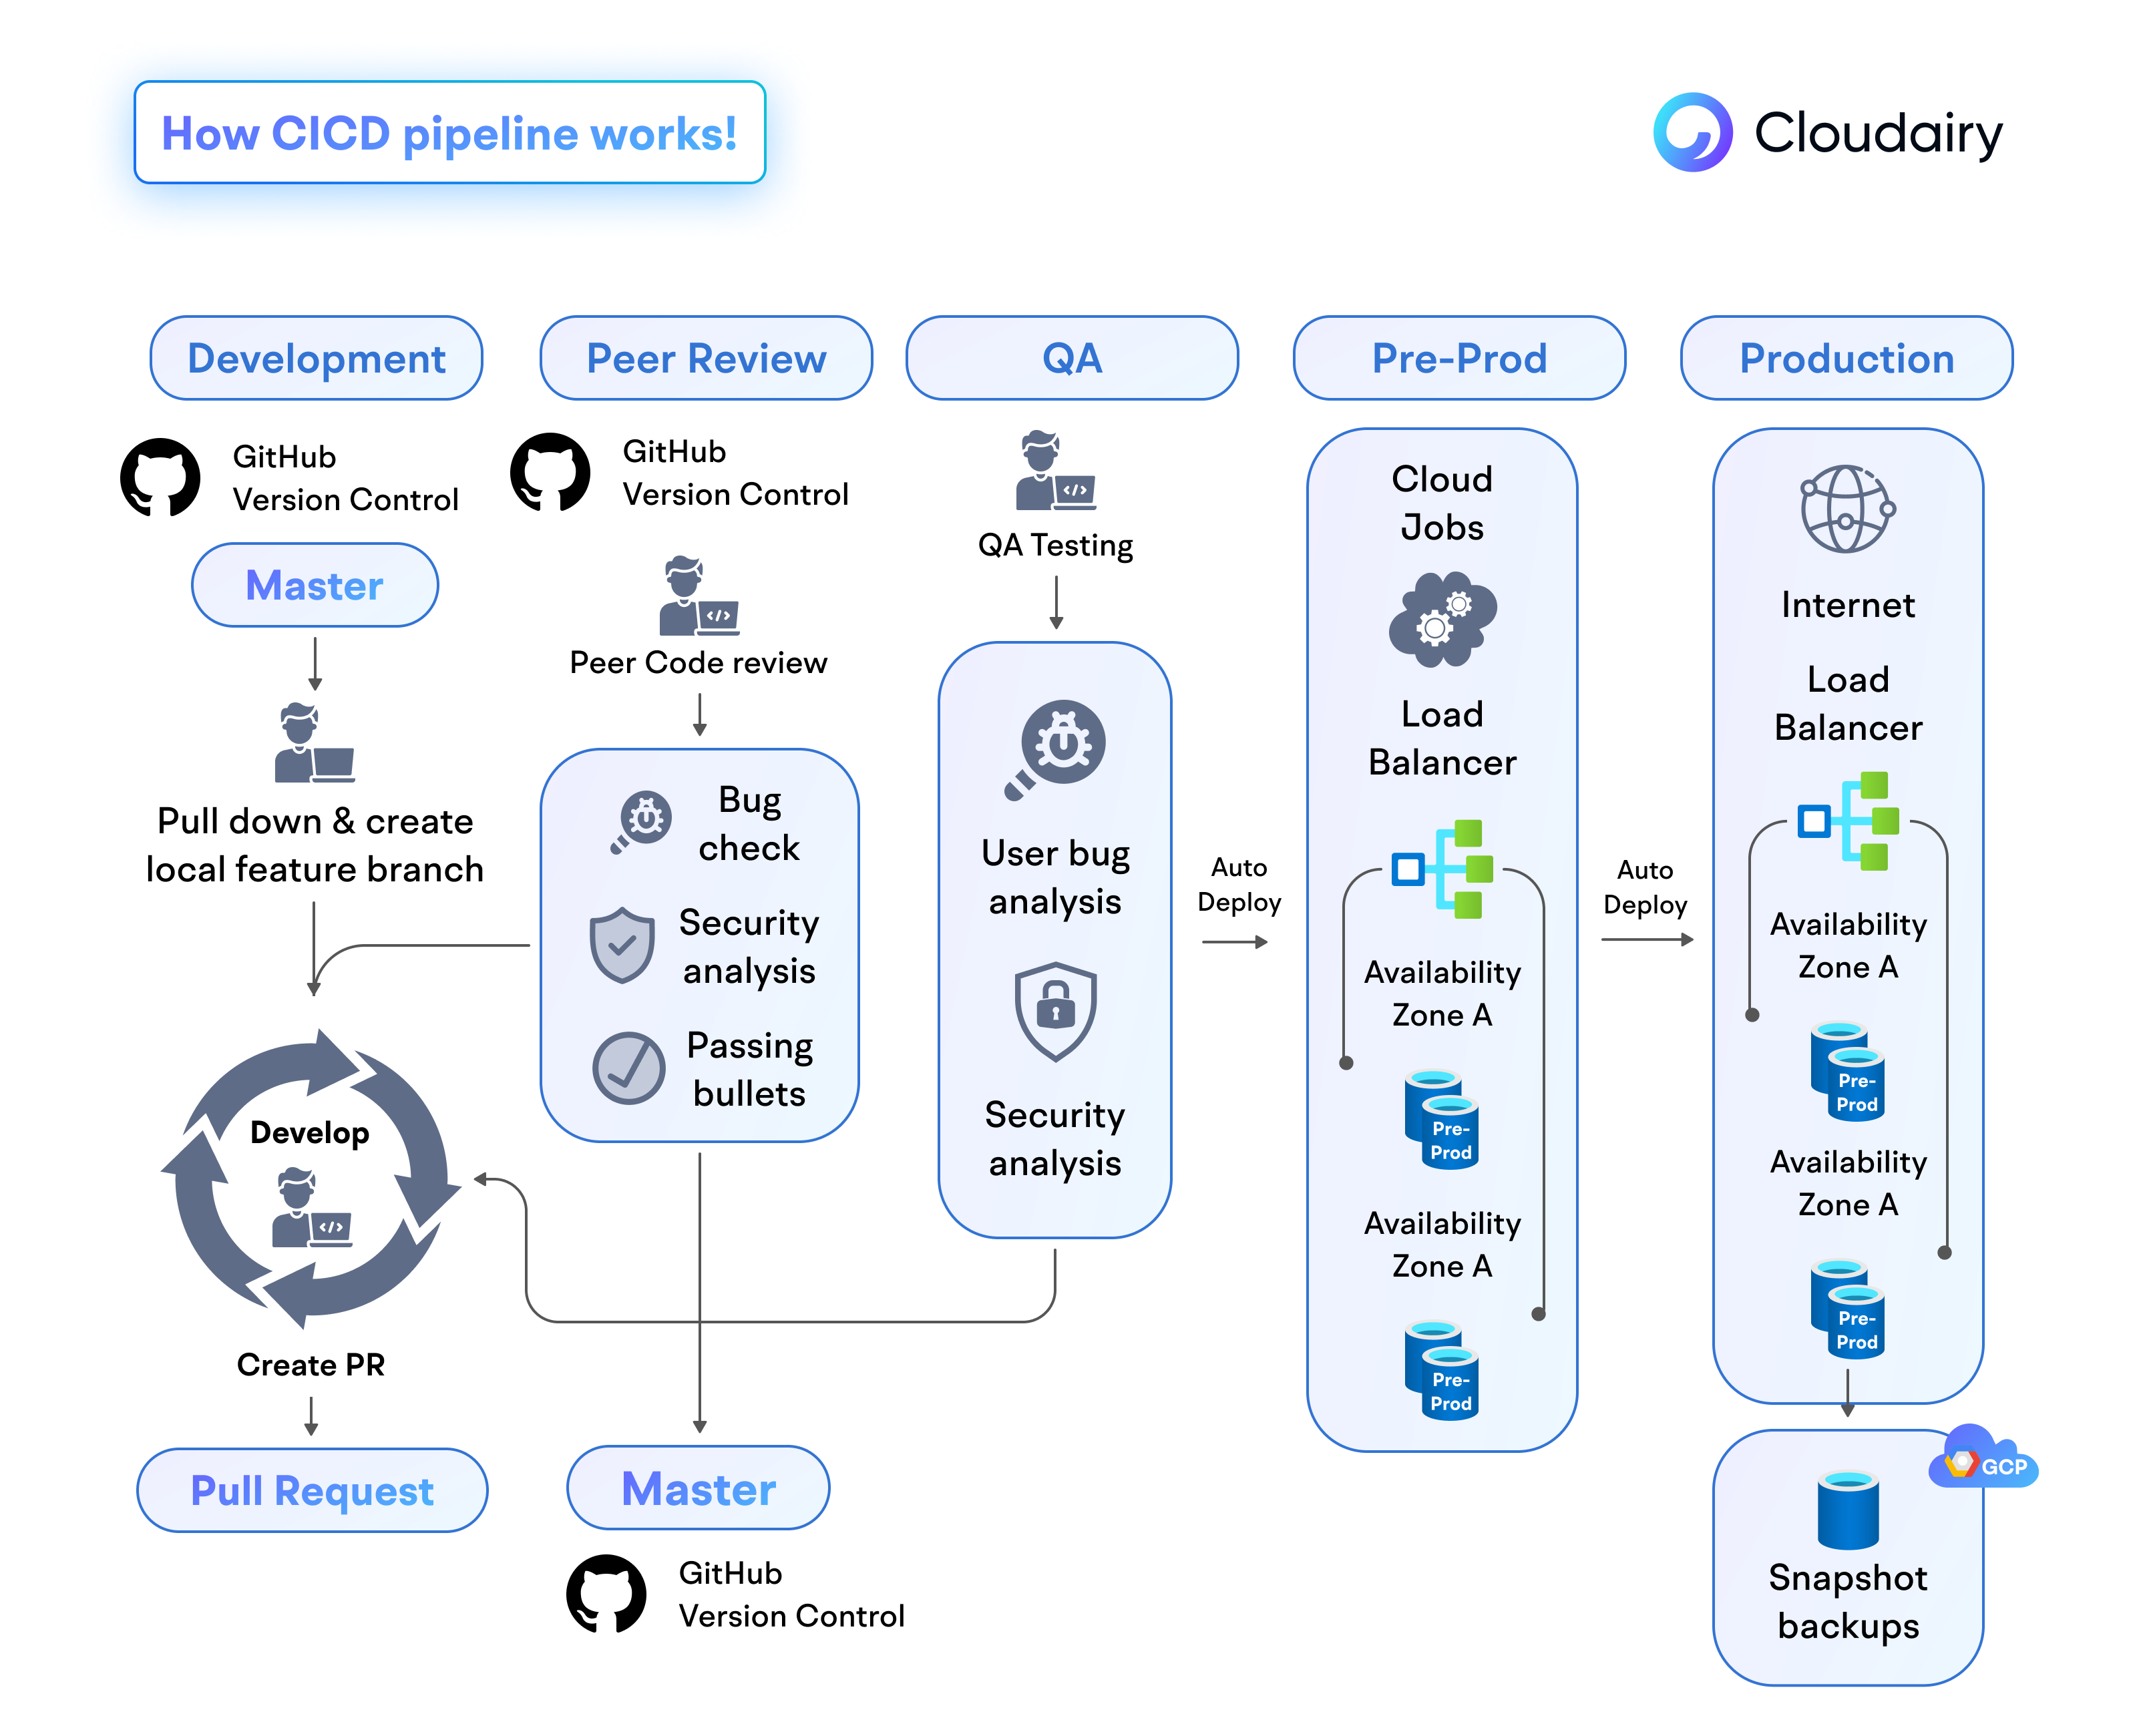 How CICD pipeline works!
Cloudairy
Development
Peer Review
QA
Pre-Prod
Production
GitHub
Version Control
Master
Pull down & create
local feature branch
Develop
Create PR
Pull Request
GitHub
Version Control
Peer Code review
Bug
check
Security
analysis
Passing
bullets
Master
GitHub
Version Control
QA Testing
User bug
analysis
Security
analysis
Auto
Deploy
Cloud
Jobs
Load
Balancer
Availability
Zone A
Pre-
Prod
Availability
Zone A
Pre-
Prod
Auto
Deploy
Internet
Load
Balancer
Availability
Zone A
Pre-
Prod
Availability
Zone A
Pre-
Prod
GCP
Snapshot
backups